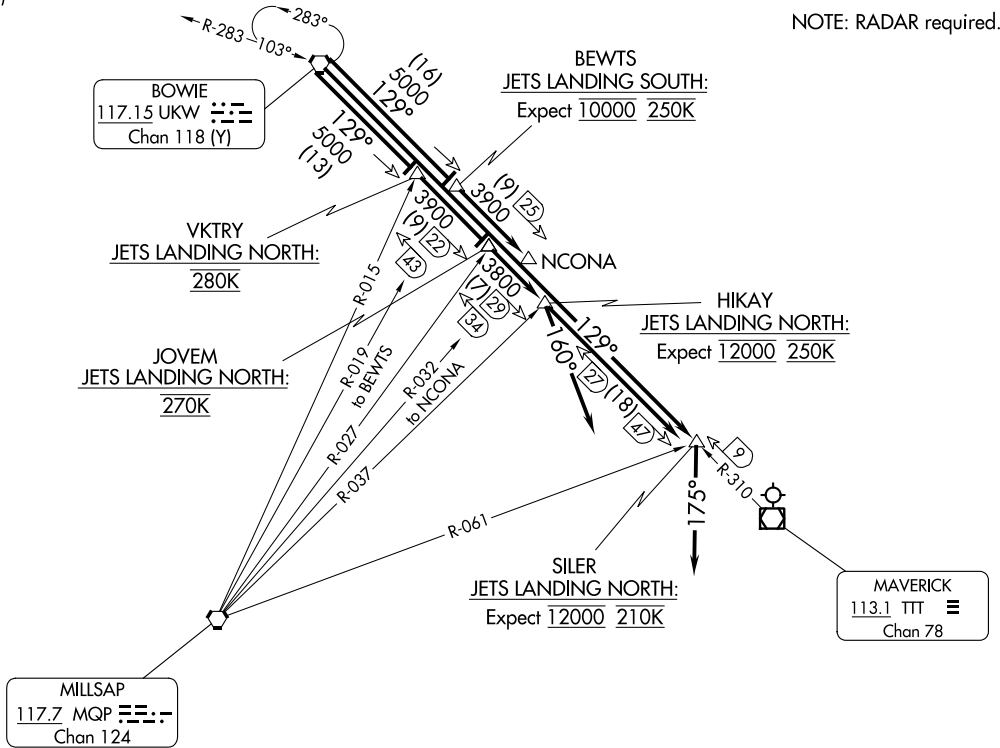 NOTE: RADAR required.
283°
R-283
103°
BOWIE
117.15 UKW
Chan 118 (Y)
(16)
5000
129°
129°
5000
(13)
BEWTS
JETS LANDING SOUTH:
Expect 10000 250K
(9) 25
3900
NCONA
VKTRY
JETS LANDING NORTH:
280K
3900
(9) 22
43
3800
(7) 29
34
HIKAY
JETS LANDING NORTH:
Expect 12000 250K
JOVEM
JETS LANDING NORTH:
270K
R-015
R-019
to BEWTS
R-027
R-032
to NCONA
R-037
R-061
160°
129°
27
(18)
47
9
R-310
175°
SILER
JETS LANDING NORTH:
Expect 12000 210K
MAVERICK
113.1 TTT
Chan 78
MILLSAP
117.7 MQP
Chan 124